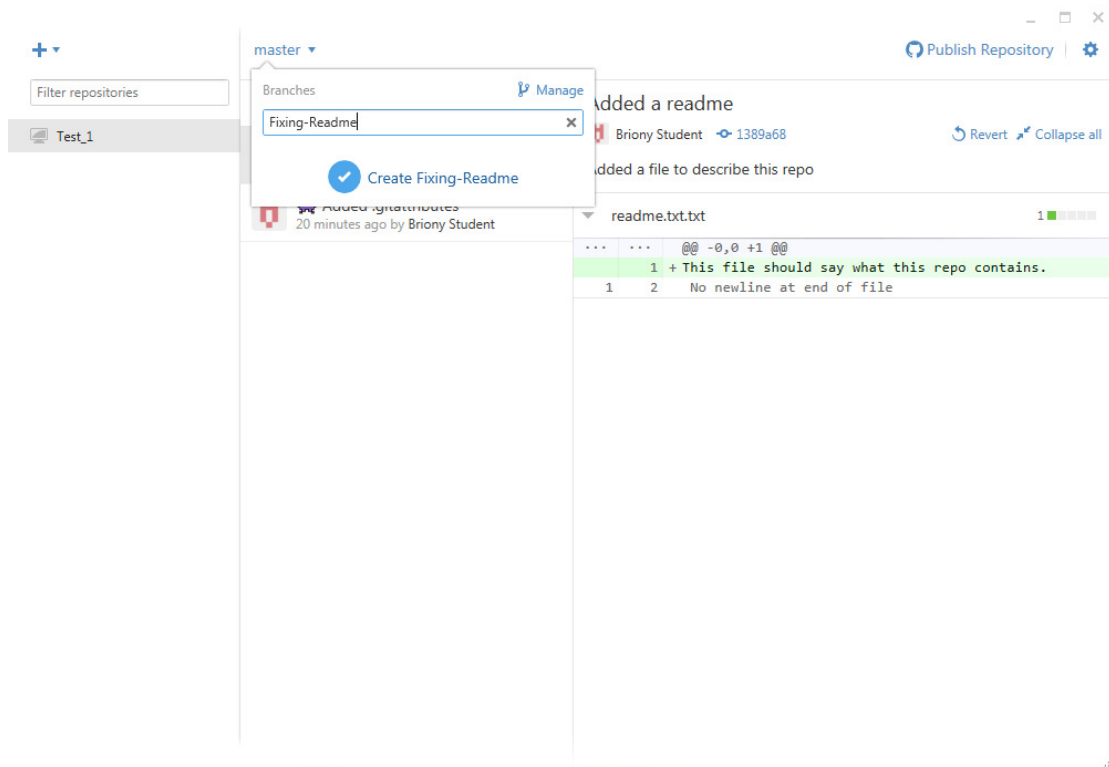 master
Publish Repository
Filter repositories
Test_1
Branches
Manage
Fixing-Readme
Create Fixing-Readme
Added .gitattributes
20 minutes ago by Briony Student
Added a readme
Briony Student 1389a68
Revert Collapse all
Added a file to describe this repo
readme.txt.txt 1
... ... @@ -0,0 +1 @@
1 +This file should say what this repo contains.
1 2 No newline at end of file